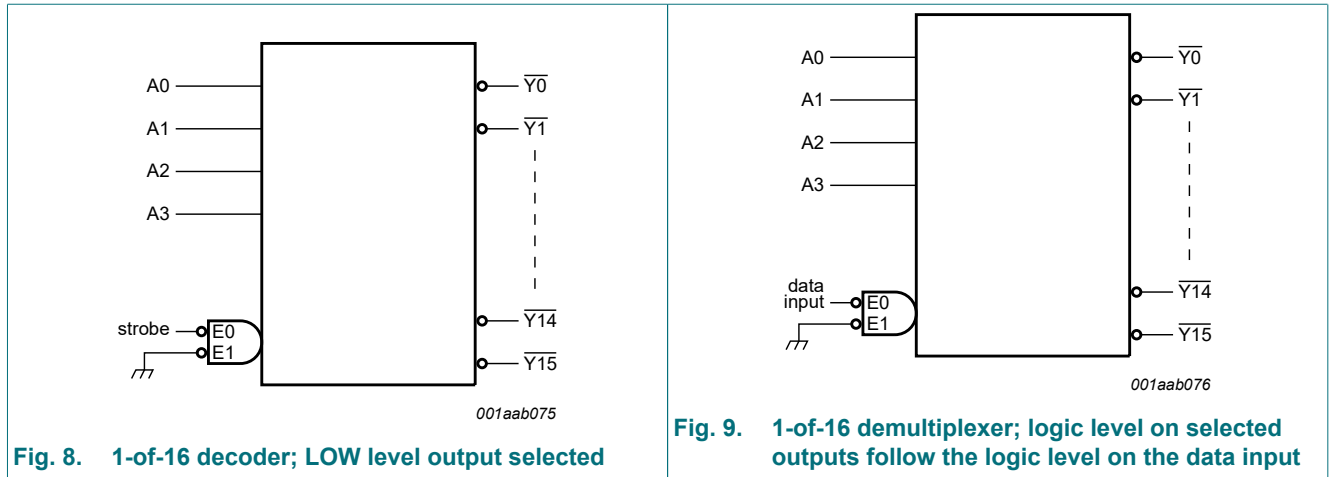 A0
A1
A2
A3
strobe
E0
E1
Y0
Y1
Y14
Y15
001aab075
Fig. 8. 1-of-16 decoder; LOW level output selected
A0
A1
A2
A3
data
input
E0
E1
Y0
Y1
Y14
Y15
001aab076
Fig. 9. 1-of-16 demultiplexer; logic level on selected
outputs follow the logic level on the data input